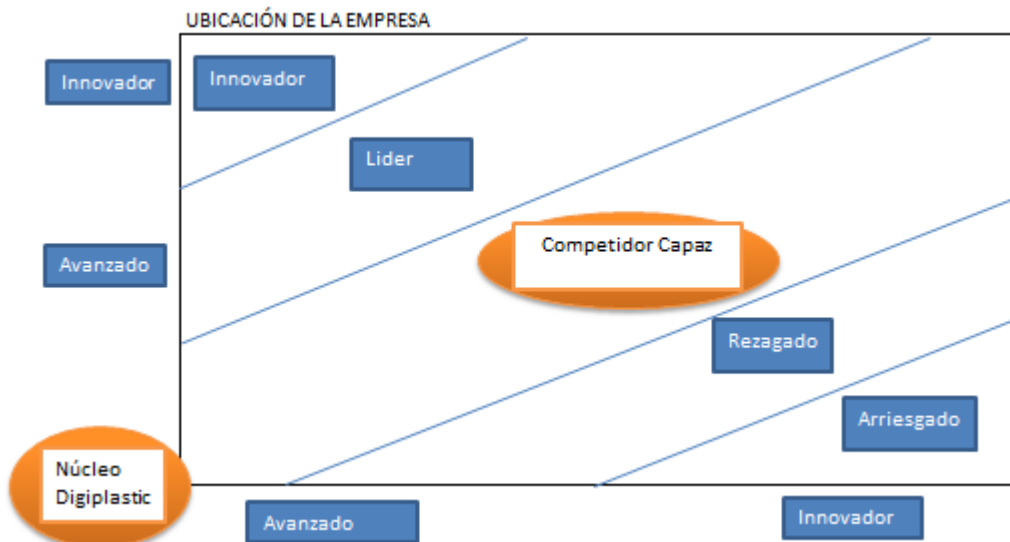 UBICACIÓN DE LA EMPRESA
Innovador
Innovador
Lider
Avanzado
Competidor Capaz
Rezagado
Arriesgado
Núcleo
Digiplastic
Avanzado
Innovador